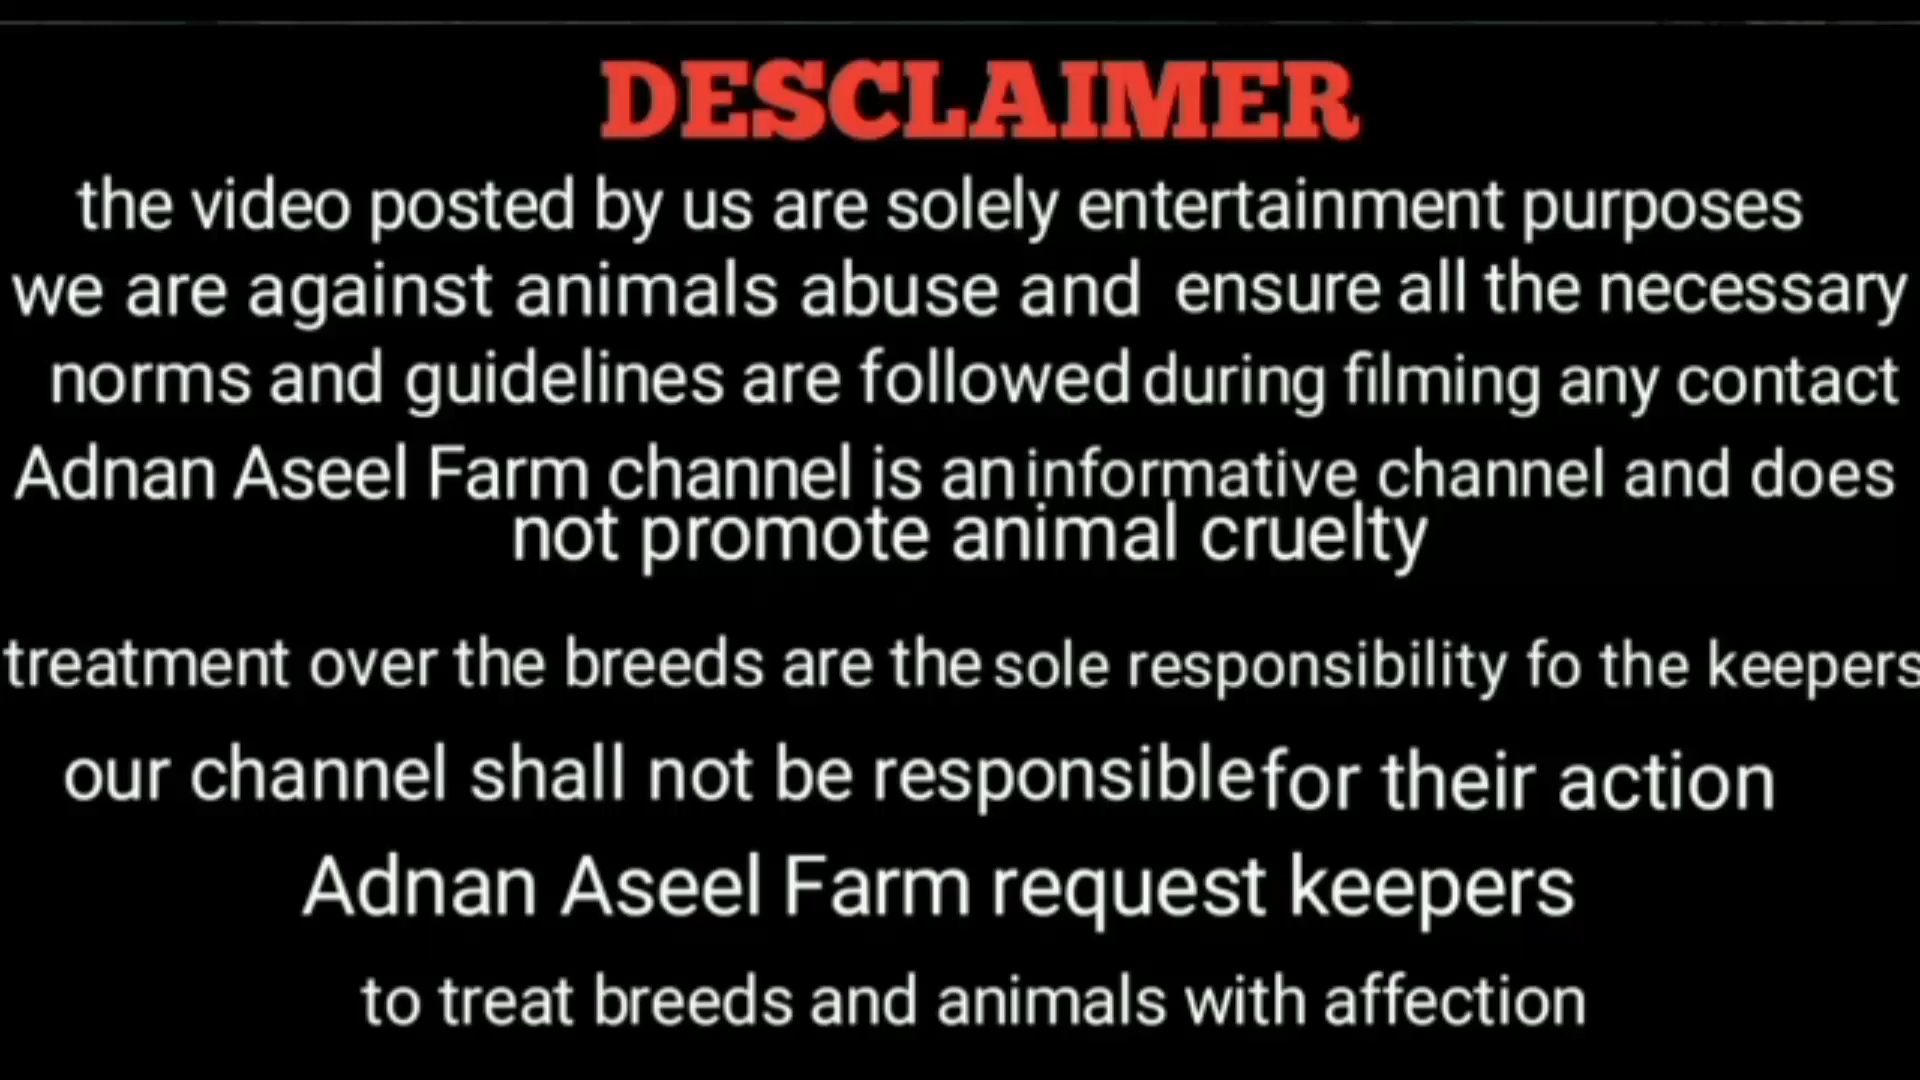 DESCLAIMER
the video posted by us are solely entertainment purposes
we are against animals abuse and ensure all the necessary
norms and guidelines are followed during filming any contact
Adnan Aseel Farm channel is an informative channel and does
not promote animal cruelty
treatment over the breeds are the sole responsibility fo the keepers
our channel shall not be responsible for their action
Adnan Aseel Farm request keepers
to treat breeds and animals with affection